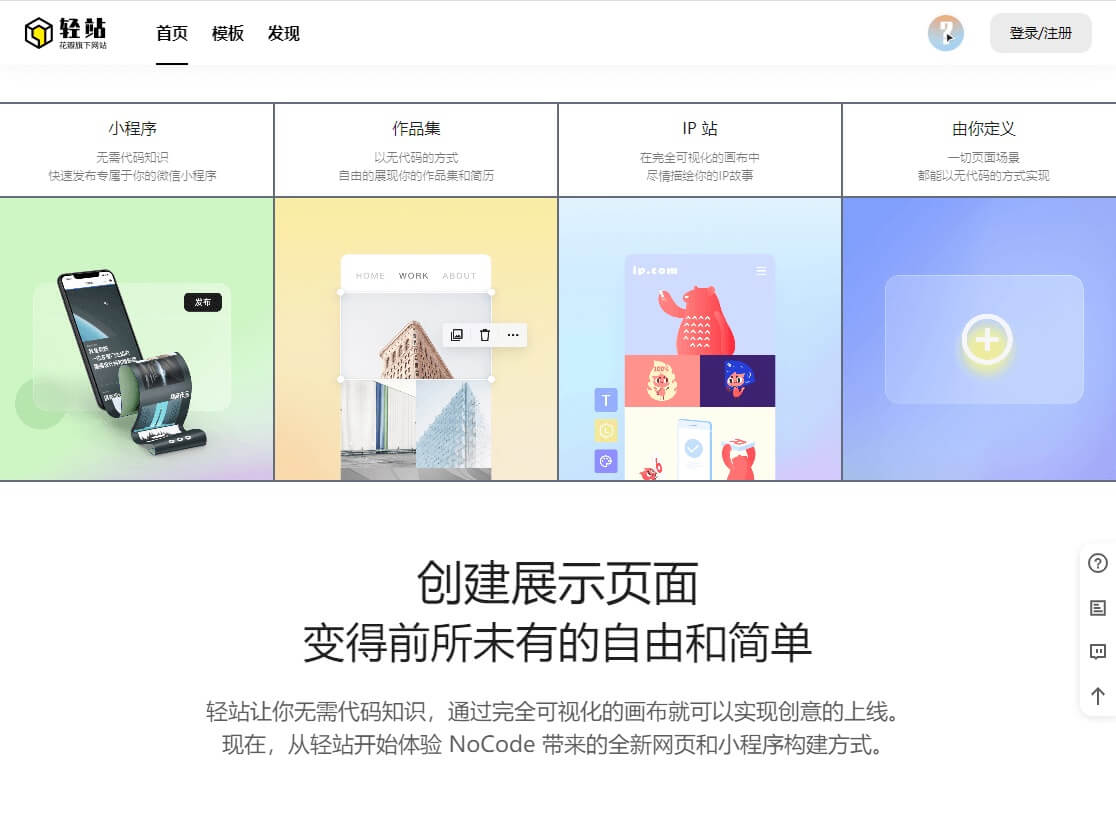 轻站
花瓣旗下网站
首页 模板 发现
登录/注册
小程序
无需代码知识
快速发布专属于你的微信小程序
作品集
以无代码的方式
自由的展现你的作品集和简历
IP 站
在完全可视化的画布中
尽情描绘你的IP故事
由你定义
一切页面场景
都能以无代码的方式实现
发布
HOME WORK ABOUT
ip.com
100%
T
创建展示页面
变得前所未有的自由和简单
轻站让你无需代码知识，通过完全可视化的画布就可以实现创意的上线。
现在，从轻站开始体验 NoCode 带来的全新网页和小程序构建方式。